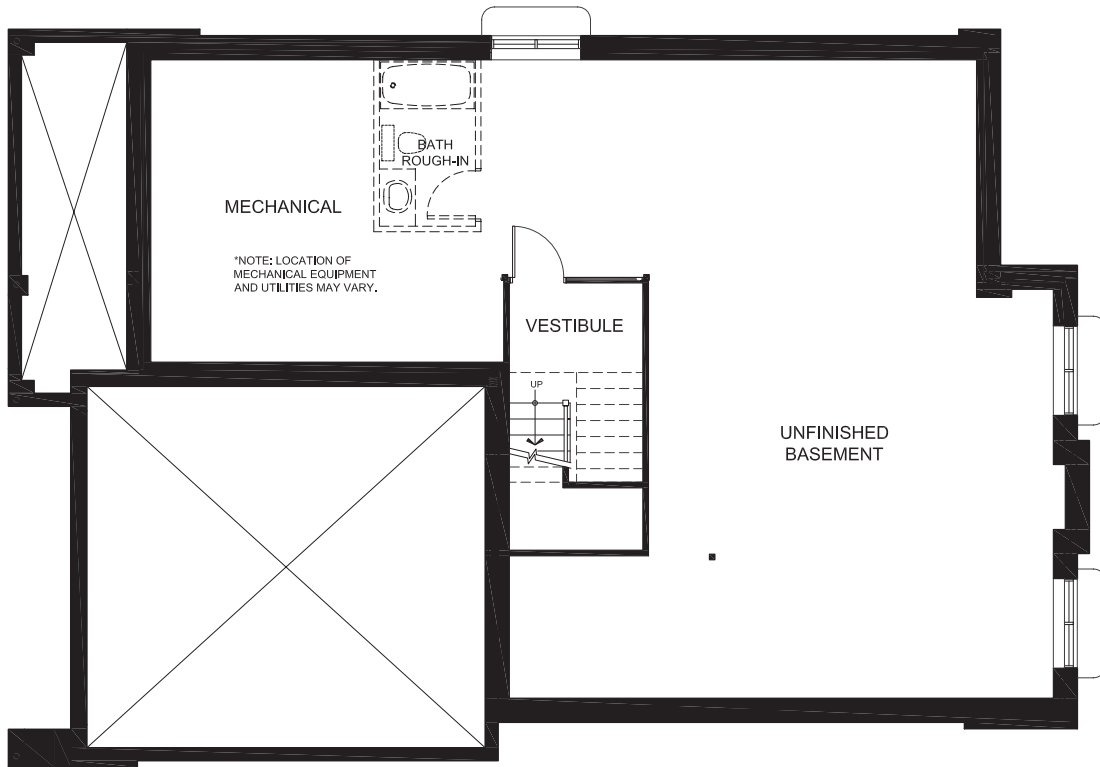 BATH
ROUGH-IN
MECHANICAL
*NOTE: LOCATION OF
MECHANICAL EQUIPMENT
AND UTILITIES MAY VARY.
VESTIBULE
UP
UNFINISHED
BASEMENT